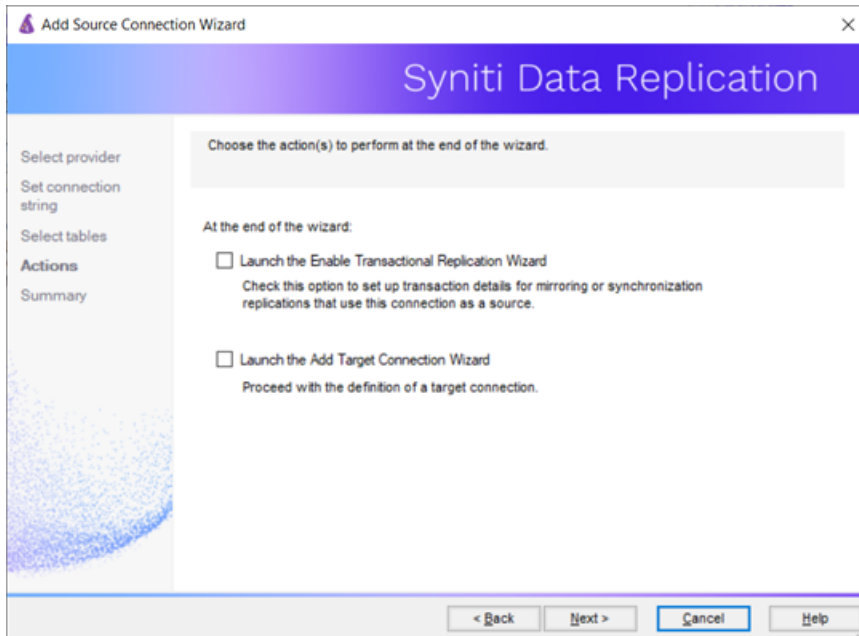 Add Source Connection Wizard
Syniti Data Replication
Select provider
Set connection
string
Select tables
Actions
Summary
Choose the action(s) to perform at the end of the wizard.
At the end of the wizard:
Launch the Enable Transactional Replication Wizard
Check this option to set up transaction details for mirroring or synchronization
replications that use this connection as a source.
Launch the Add Target Connection Wizard
Proceed with the definition of a target connection.
< Back
Next >
Cancel
Help